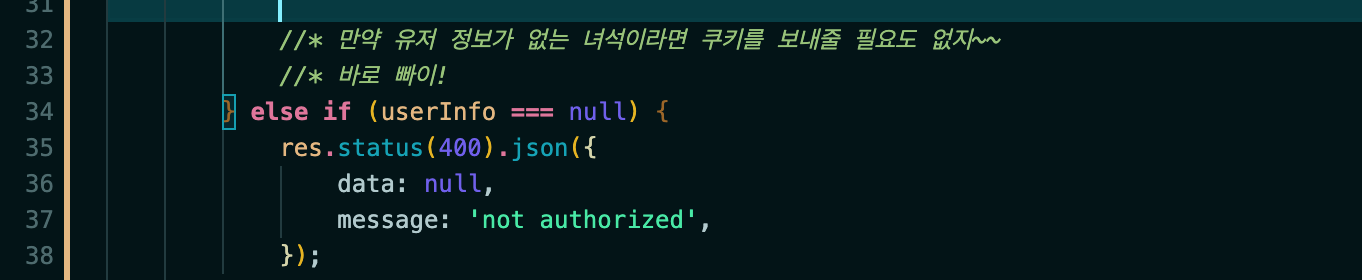 31
32 //* 만약 유저 정보가 없는 녀석이라면 쿠키를 보내줄 필요도 없지~~
33 //* 바로 빠이!
34 } else if (userInfo === null) {
35 res.status(400).json({
36 data: null,
37 message: 'not authorized',
38 });